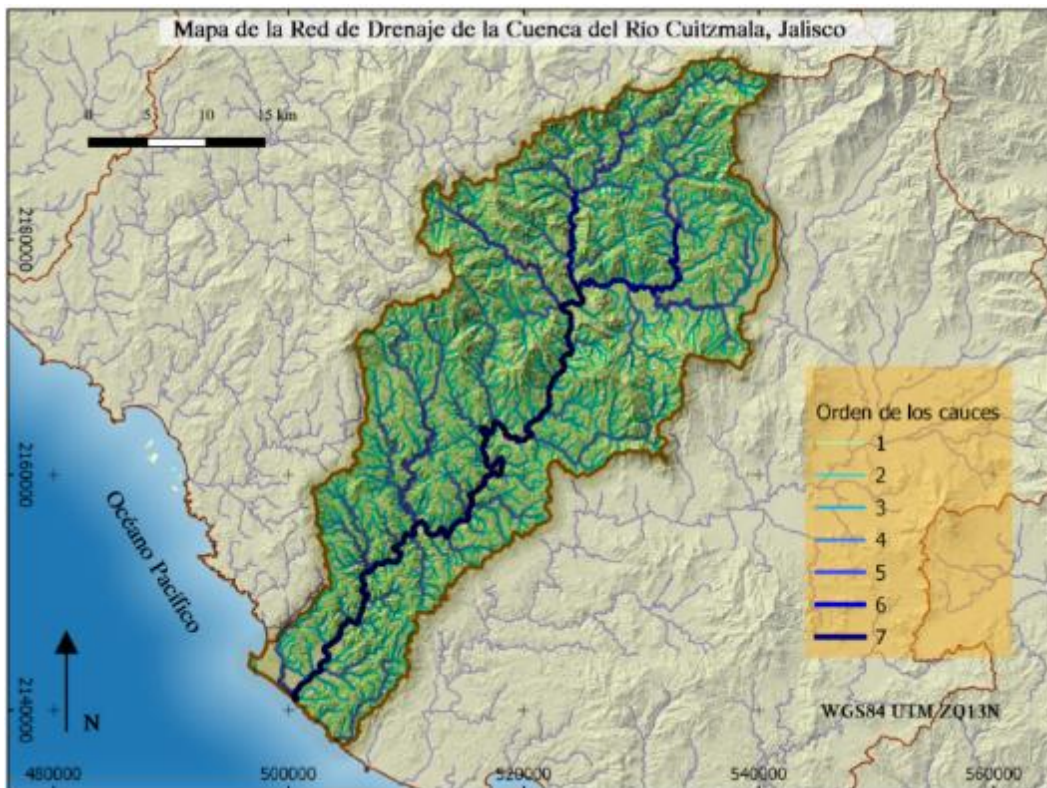 Mapa de la Red de Drenaje de la Cuenca del Río Cuitzmala, Jalisco
0 5 10 15 km
2180000
2160000
2140000
Océano Pacífico
Orden de los cauces
1
2
3
4
5
6
7
N
WGS84 UTM ZQ13N
480000 500000 520000 540000 560000